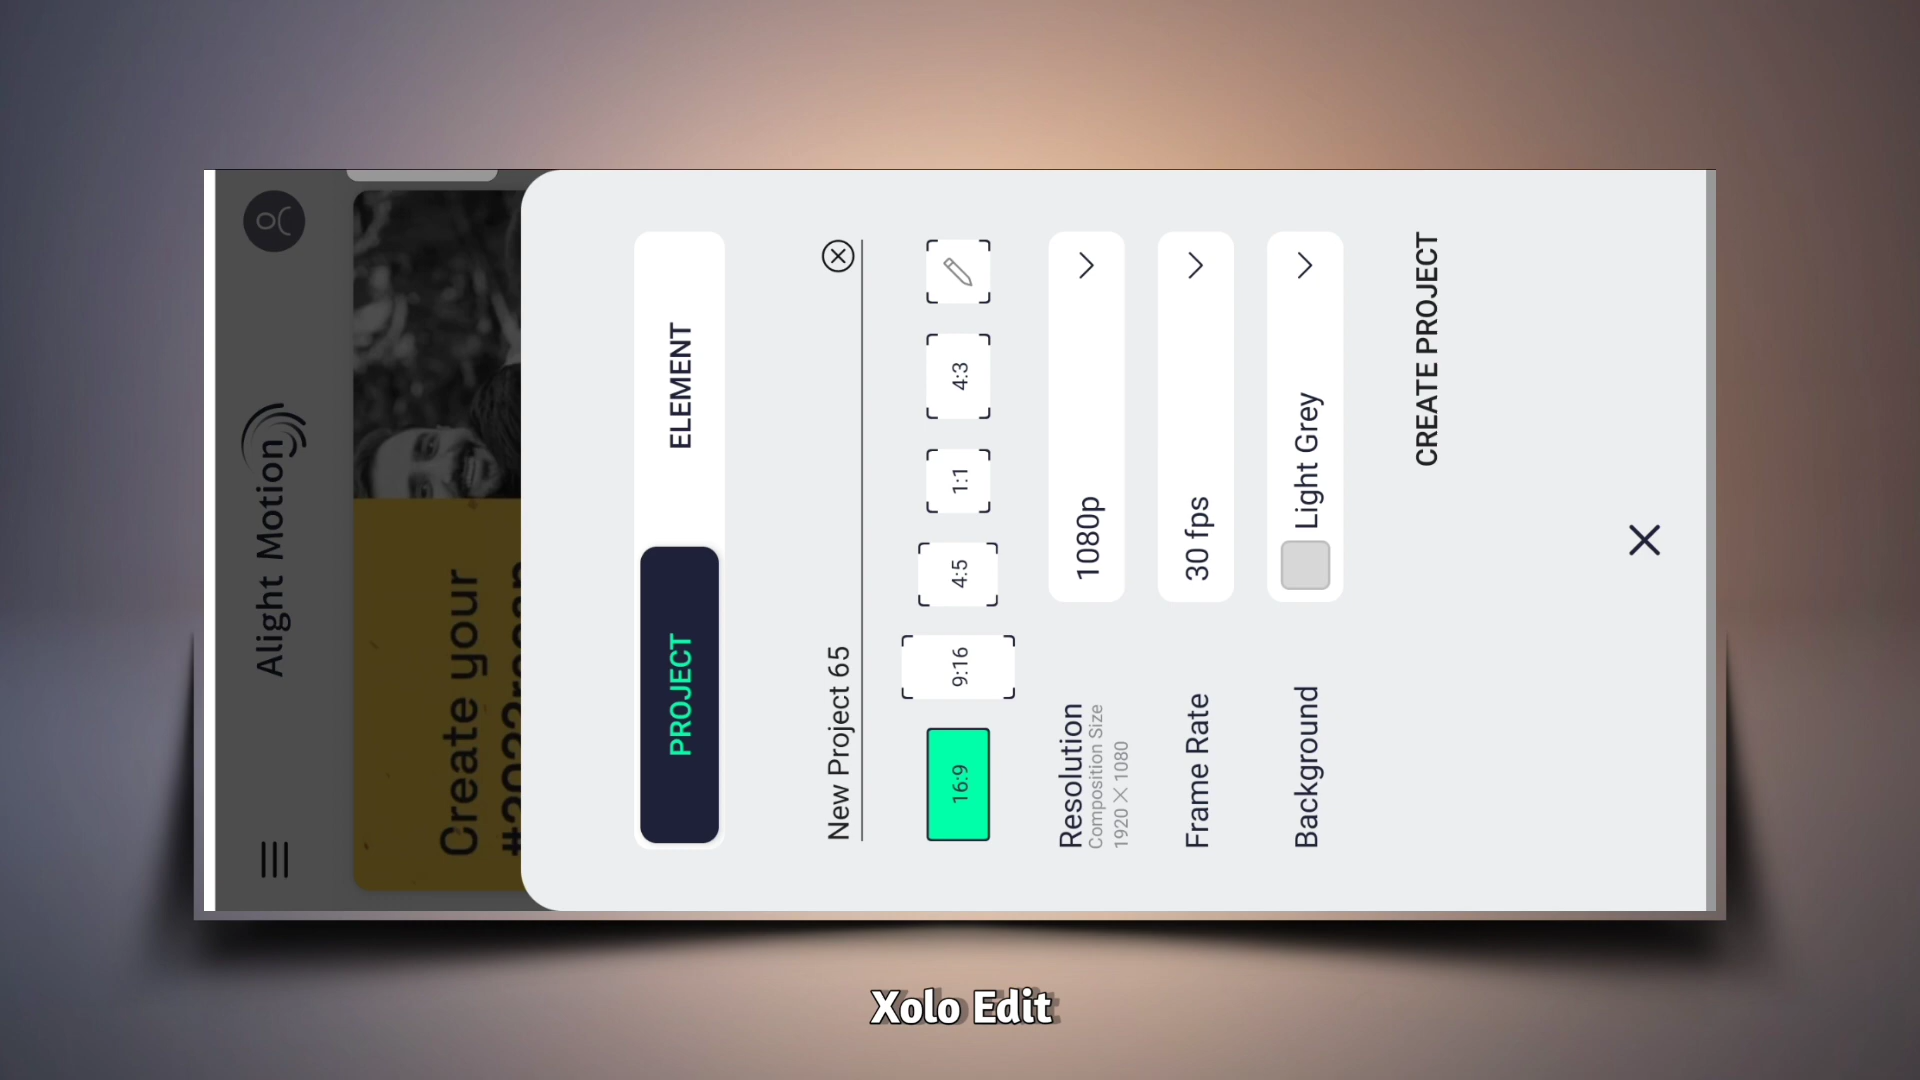 Alight Motion
Create your
PROJECT
ELEMENT
New Project 65
16:9
9:16
4:5
1:1
4:3
Resolution
Composition Size
1920 X 1080
1080p
Frame Rate
30 fps
Background
Light Grey
CREATE PROJECT
Xolo Edit